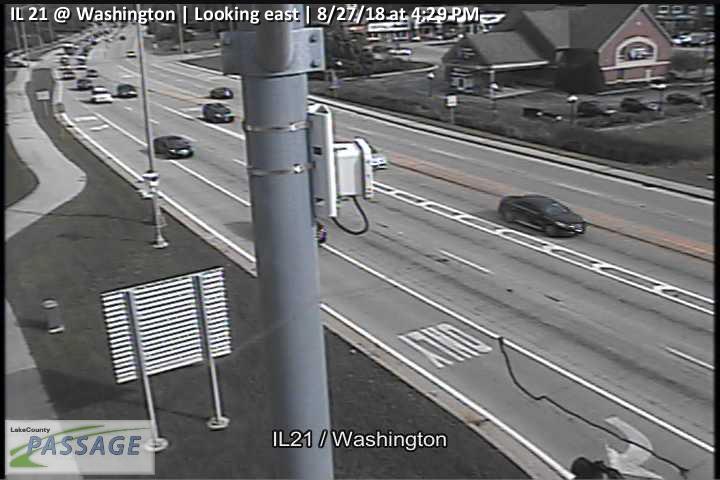 IL 21 @ Washington | Looking east | 8/27/18 at 4:29 PM
ONLY
LakeCounty
PASSAGE
IL21 / Washington